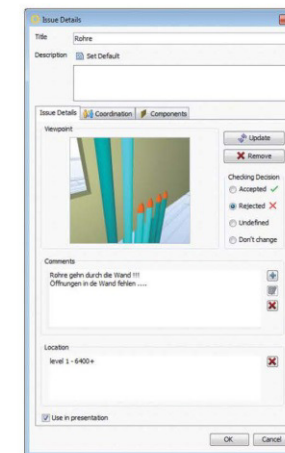 Issue Details
Title
Rohre
Description
Set Default
Issue Details
Coordination
Components
Viewpoint
Update
Remove
Checking Decision
Accepted
Rejected
Undefined
Don't change
Comments
Rohre gehn durch die Wand !!!
Öffnungen in de Wand fehlen .....
Location
level 1 - 6400+
Use in presentation
OK
Cancel